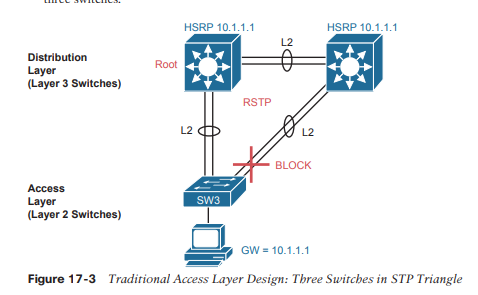 three switches.
HSRP 10.1.1.1
HSRP 10.1.1.1
L2
Distribution
Layer
(Layer 3 Switches)
Root
RSTP
L2
L2
BLOCK
Access
Layer
(Layer 2 Switches)
SW3
GW = 10.1.1.1
Figure 17-3 Traditional Access Layer Design: Three Switches in STP Triangle